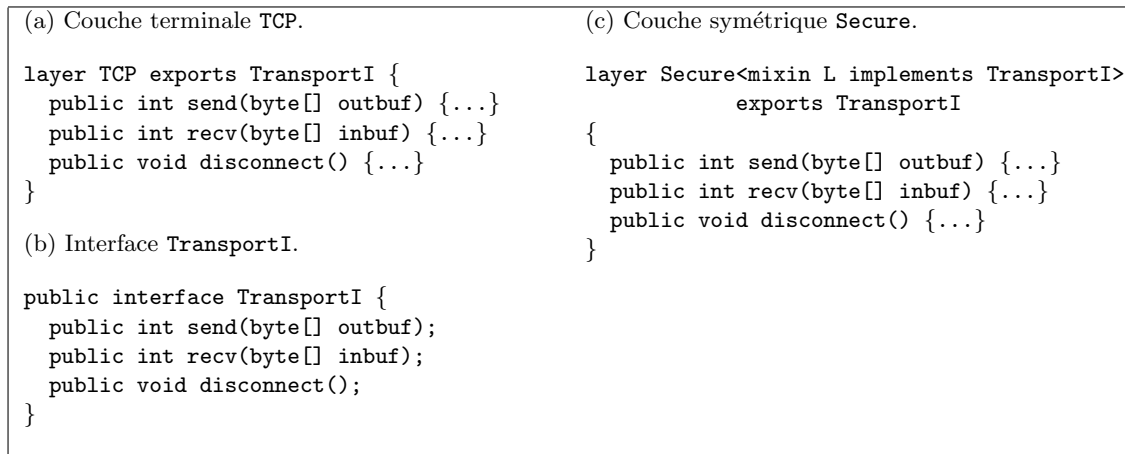 (a) Couche terminale TCP.
layer TCP exports TransportI {
  public int send(byte[] outbuf) {...}
  public int recv(byte[] inbuf) {...}
  public void disconnect() {...}
}
(b) Interface TransportI.
public interface TransportI {
  public int send(byte[] outbuf);
  public int recv(byte[] inbuf);
  public void disconnect();
}
(c) Couche symétrique Secure.
layer Secure<mixin L implements TransportI>
          exports TransportI
{
  public int send(byte[] outbuf) {...}
  public int recv(byte[] inbuf) {...}
  public void disconnect() {...}
}